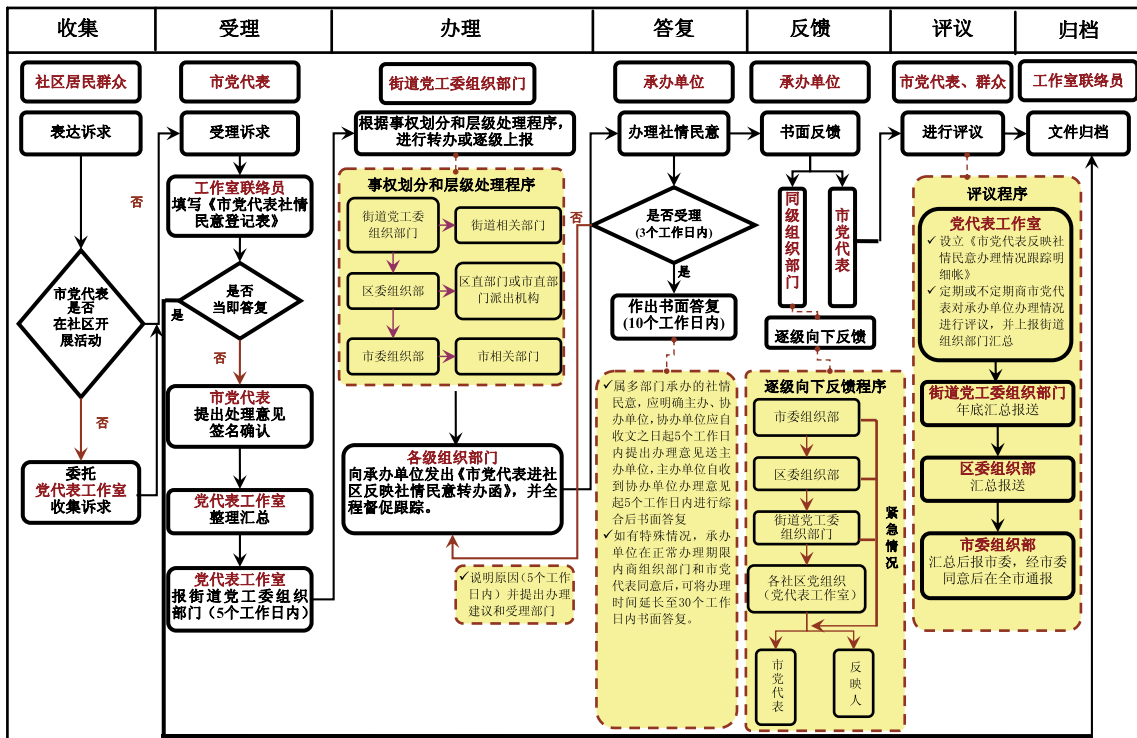 收集
受理
办理
答复
反馈
评议
归档
社区居民群众
表达诉求
否
市党代表
是否
在社区开
展活动
否
委托
党代表工作室
收集诉求
市党代表
受理诉求
工作室联络员
填写《市党代表社情
民意登记表》
是否
当即答复
是
否
市党代表
提出处理意见
签名确认
党代表工作室
整理汇总
党代表工作室
报街道党工委组织
部门（5个工作日内）
街道党工委组织部门
根据事权划分和层级处理程序，
进行转办或逐级上报
事权划分和层级处理程序
街道党工委
组织部门
街道相关部门
区委组织部
区直部门或市直部
门派出机构
市委组织部
市相关部门
各级组织部门
向承办单位发出《市党代表进社
区反映社情民意转办函》，并全
程督促跟踪。
✓说明原因（5个工作
日内）并提出办理
建议和受理部门
承办单位
办理社情民意
否
是否受理
(3个工作日内)
是
作出书面答复
(10个工作日内)
✓属多部门承办的社情
民意，应明确主办、协
办单位，协办单位应自
收文之日起5个工作日
内提出办理意见送主
办单位，主办单位自收
到协办单位办理意见
起5个工作日内进行综
合后书面答复
✓如有特殊情况，承办
单位在正常办理期限
内商组织部门和市党
代表同意后，可将办理
时间延长至30个工作
日内书面答复。
承办单位
书面反馈
同级组织部门
市党代表
逐级向下反馈
逐级向下反馈程序
市委组织部
区委组织部
街道党工委
组织部门
各社区党组织
（党代表工作室）
紧急情况
市党代表
反映人
市党代表、群众
进行评议
评议程序
党代表工作室
✓ 设立《市党代表反映社
情民意办理情况跟踪明
细帐》
✓ 定期或不定期商市党代
表对承办单位办理情况
进行评议，并上报街道
组织部门汇总
街道党工委组织部门
年底汇总报送
区委组织部
汇总报送
市委组织部
汇总后报市委，经市委
同意后在全市通报
工作室联络员
文件归档